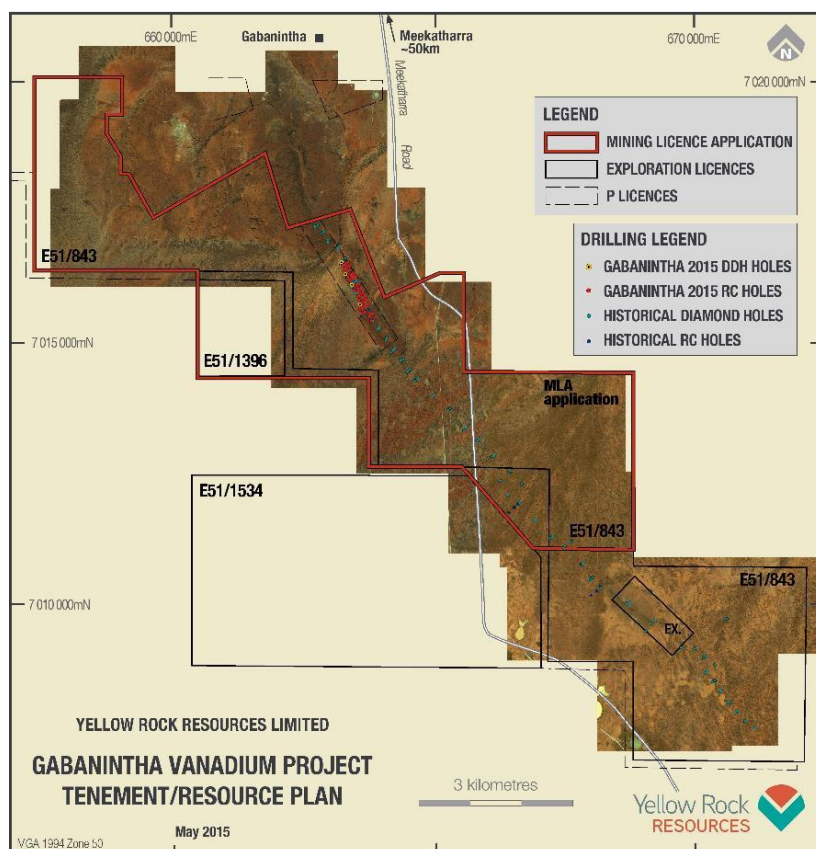 660 000mE
Gabanintha
Meekatharra
~50km
670 000mE
N
7 020 000mN
Meekatharra
Road
LEGEND
MINING LICENCE APPLICATION
EXPLORATION LICENCES
P LICENCES
E51/843
DRILLING LEGEND
GABANINTHA 2015 DDH HOLES
GABANINTHA 2015 RC HOLES
HISTORICAL DIAMOND HOLES
HISTORICAL RC HOLES
7 015 000mN
E51/1396
MLA
application
E51/1534
E51/843
E51/843
7 010 000mN
EX.
YELLOW ROCK RESOURCES LIMITED
GABANINTHA VANADIUM PROJECT
TENEMENT/RESOURCE PLAN
3 kilometres
Yellow Rock
RESOURCES
May 2015
VGA 1994 Zone 50